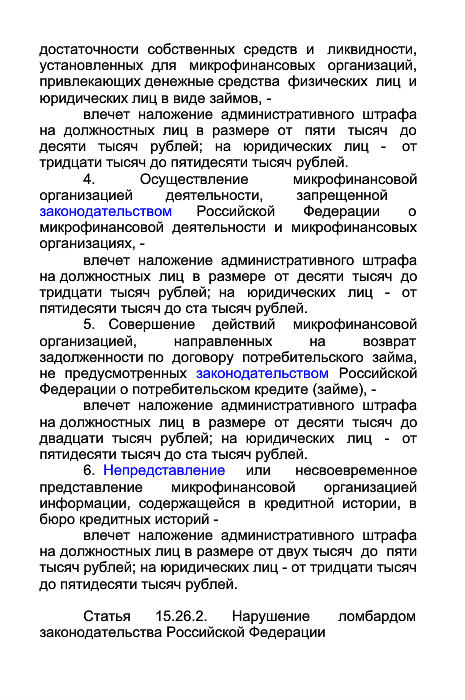 достаточности собственных средств и ликвидности,
установленных для микрофинансовых организаций,
привлекающих денежные средства физических лиц и
юридических лиц в виде займов, -
влечет наложение административного штрафа
на должностных лиц в размере от пяти тысяч до
десяти тысяч рублей; на юридических лиц - от
тридцати тысяч до пятидесяти тысяч рублей.
4. Осуществление микрофинансовой
организацией деятельности, запрещенной
законодательством Российской Федерации о
микрофинансовой деятельности и микрофинансовых
организациях, -
влечет наложение административного штрафа
на должностных лиц в размере от десяти тысяч до
тридцати тысяч рублей; на юридических лиц - от
пятидесяти тысяч до ста тысяч рублей.
5. Совершение действий микрофинансовой
организацией, направленных на возврат
задолженности по договору потребительского займа,
не предусмотренных законодательством Российской
Федерации о потребительском кредите (займе), -
влечет наложение административного штрафа
на должностных лиц в размере от десяти тысяч до
двадцати тысяч рублей; на юридических лиц - от
пятидесяти тысяч до ста тысяч рублей.
6. Непредставление или несвоевременное
представление микрофинансовой организацией
информации, содержащейся в кредитной истории, в
бюро кредитных историй -
влечет наложение административного штрафа
на должностных лиц в размере от двух тысяч до пяти
тысяч рублей; на юридических лиц - от тридцати тысяч
до пятидесяти тысяч рублей.
Статья 15.26.2. Нарушение ломбардом
законодательства Российской Федерации